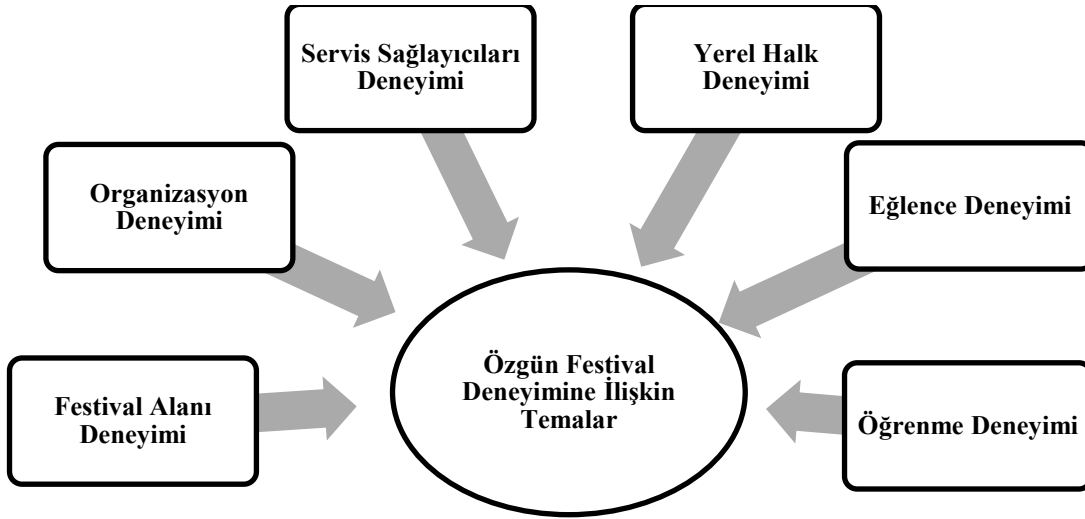 Servis Sağlayıcıları
Deneyimi
Yerel Halk
Deneyimi
Organizasyon
Deneyimi
Eğlence Deneyimi
Özgün Festival
Deneyimine İlişkin
Temalar
Festival Alanı
Deneyimi
Öğrenme Deneyimi